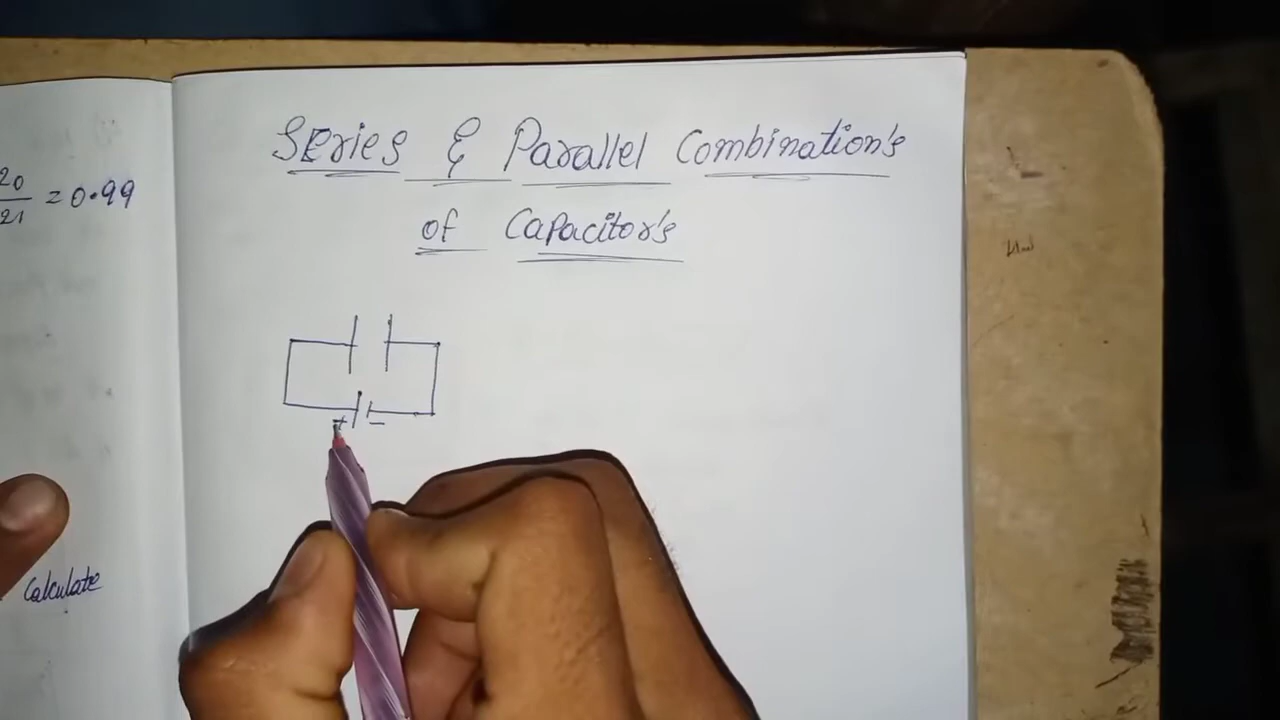 SEries & Parallel Combination's
of Capacitor's
20
21
= 0.99
+ -
Calculate